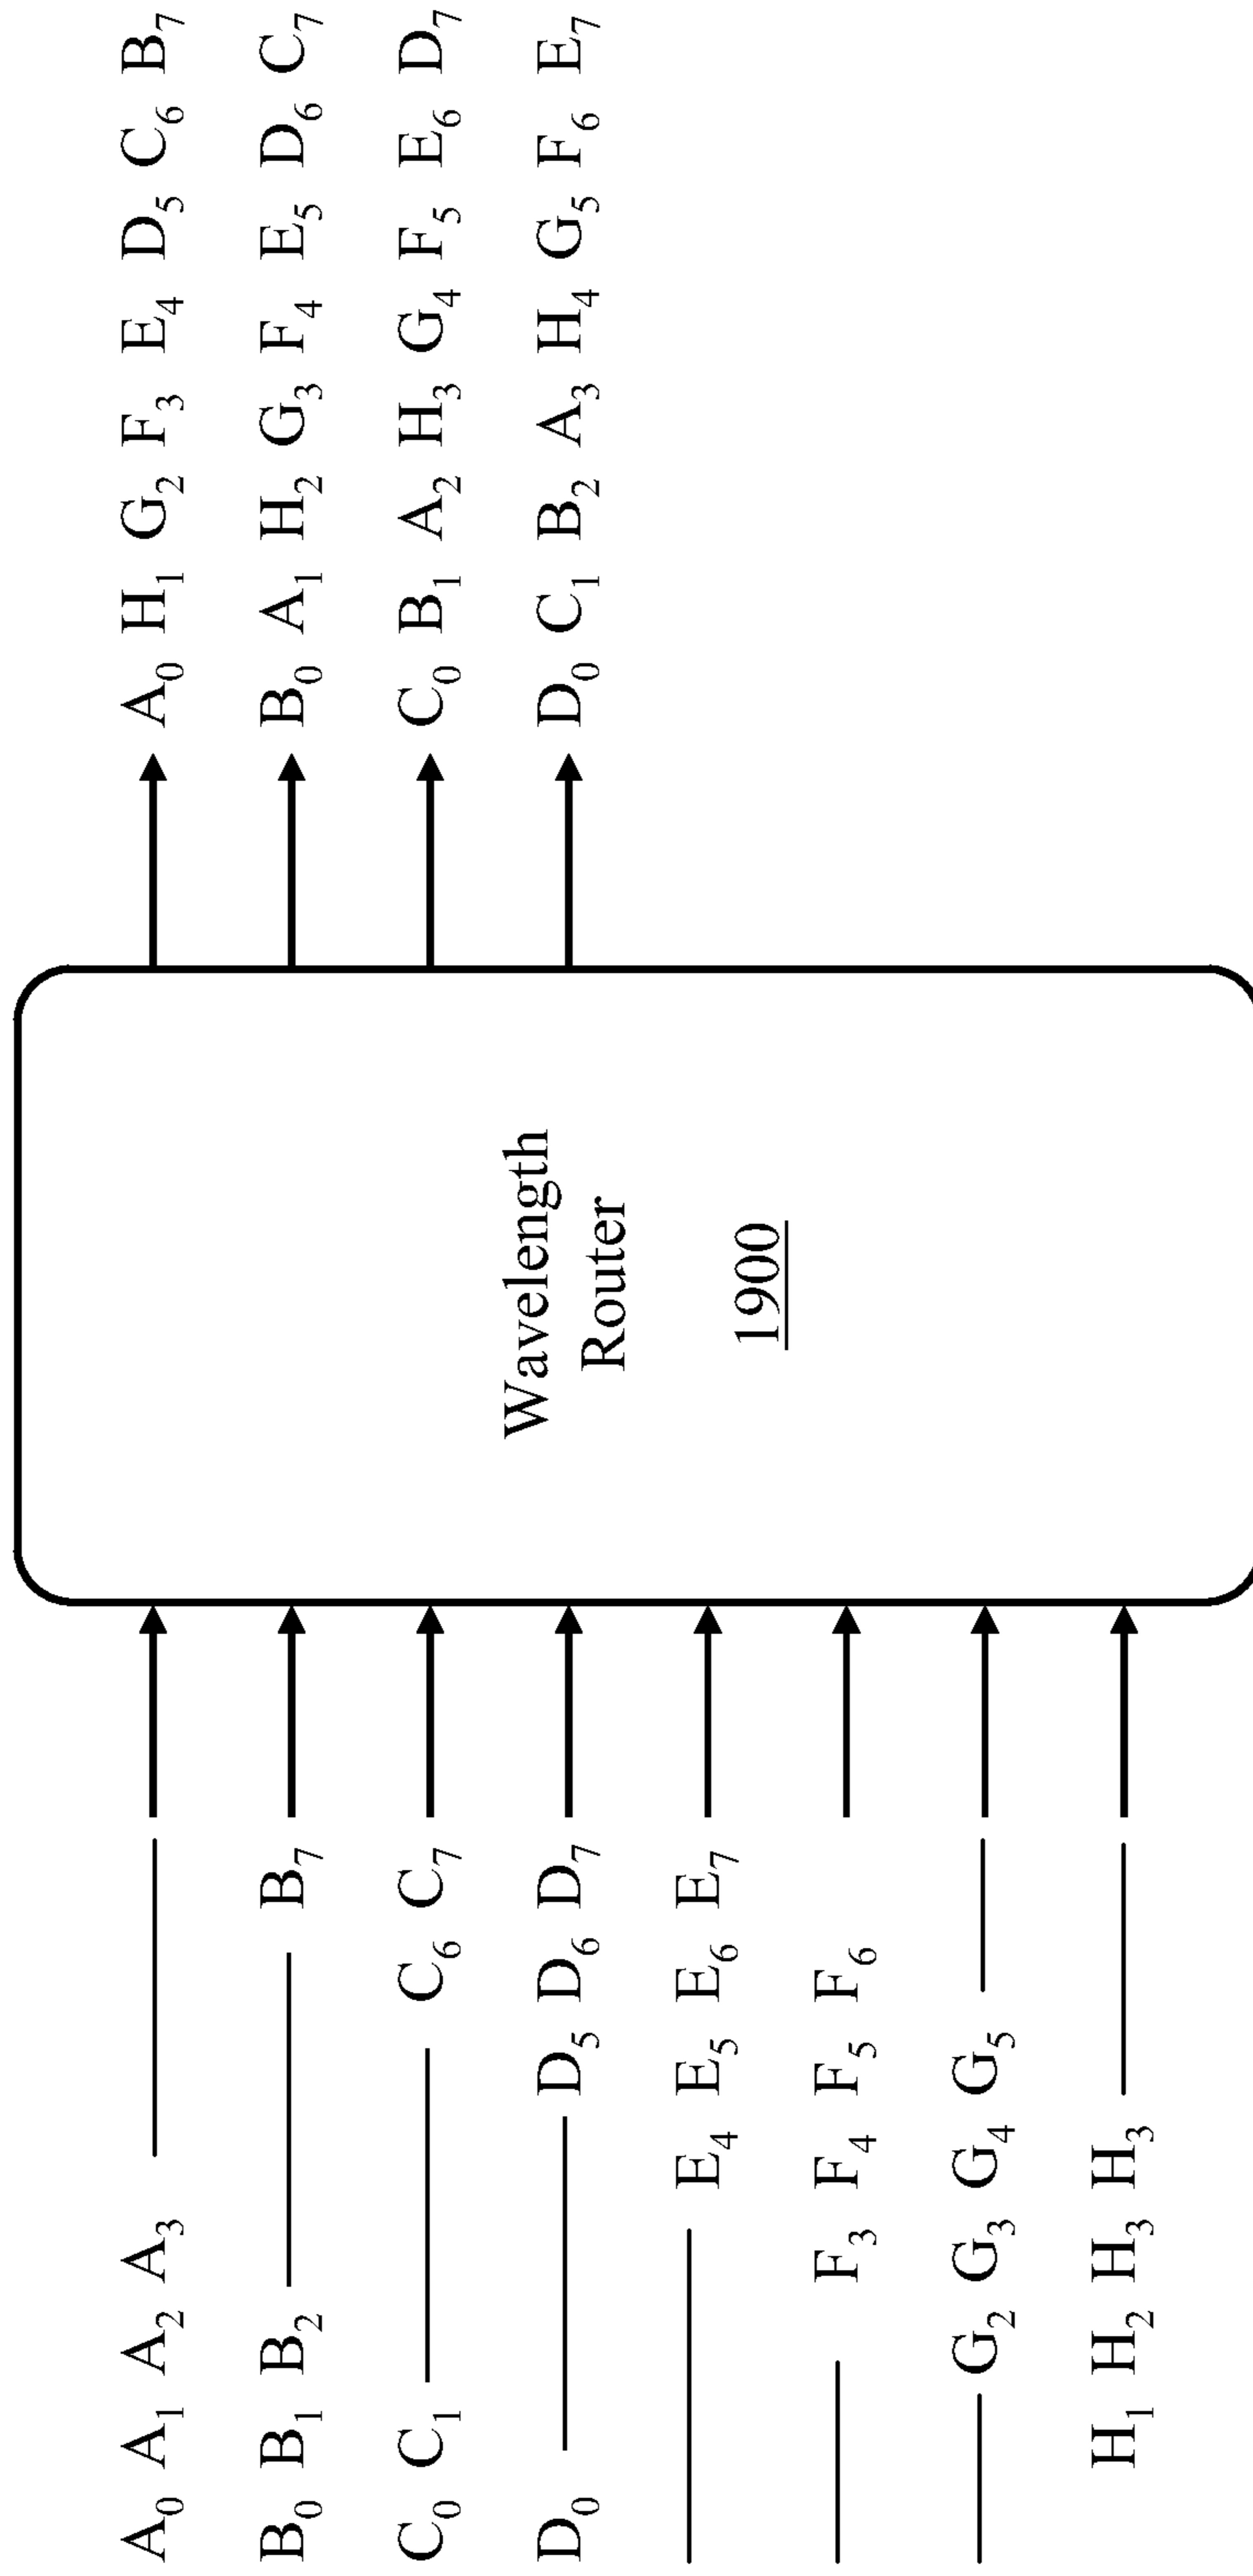 A0 A1 A2 A3
B0 B1 B2 B7
C0 C1 C6 C7
D0 D5 D6 D7
E4 E5 E6 E7
F3 F4 F5 F6
G2 G3 G4 G5
H1 H2 H3 H3
Wavelength
Router
1900
A0 H1 G2 F3 E4 D5 C6 B7
B0 A1 H2 G3 F4 E5 D6 C7
C0 B1 A2 H3 G4 F5 E6 D7
D0 C1 B2 A3 H4 G5 F6 E7